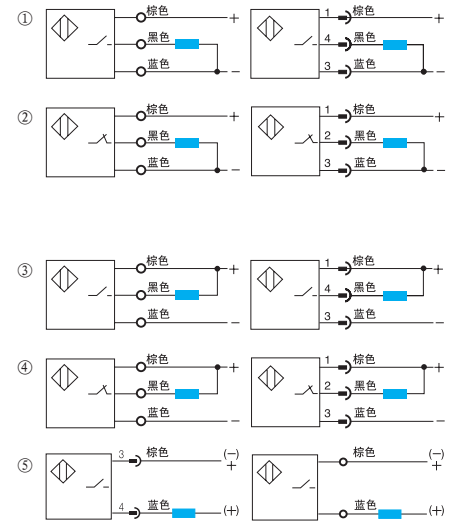 ① 棕色 + 1 棕色 +
黑色 4 黑色
蓝色 − 3 蓝色 −
② 棕色 + 1 棕色 +
黑色 2 黑色
蓝色 − 3 蓝色 −
③ 棕色 + 1 棕色 +
黑色 4 黑色
蓝色 − 3 蓝色 −
④ 棕色 + 1 棕色 +
黑色 2 黑色
蓝色 − 3 蓝色 −
⑤ 3 棕色 (−) 棕色 (−)
+ +
4 蓝色 (+) 蓝色 (+)